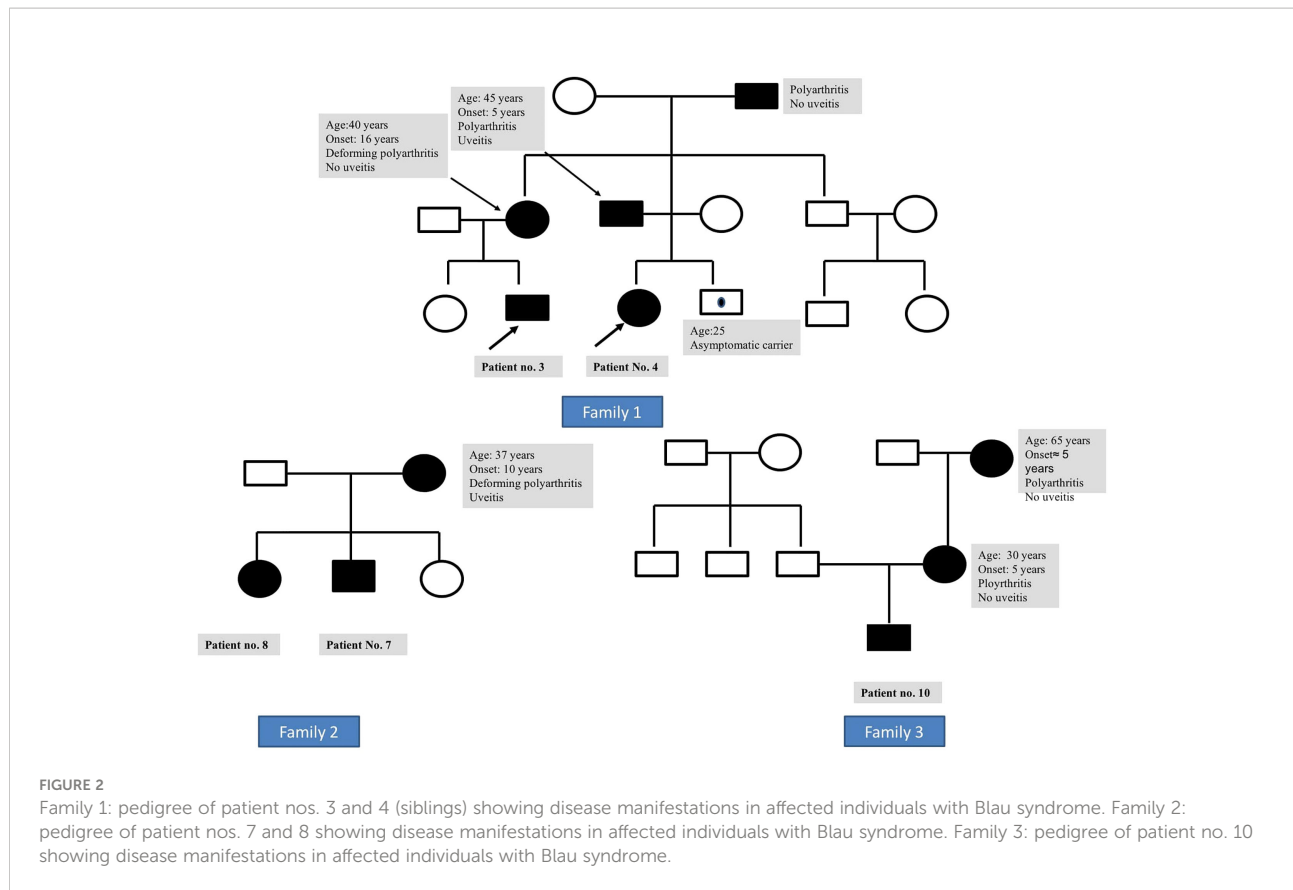 Polyarthritis
No uveitis
Age: 45 years
Onset: 5 years
Polyarthritis
Uveitis
Age:40 years
Onset: 16 years
Deforming polyarthritis
No uveitis
Age:25
Asymptomatic carrier
Patient no. 3
Patient No. 4
Family 1
Age: 37 years
Onset: 10 years
Deforming polyarthritis
Uveitis
Patient no. 8
Patient No. 7
Family 2
Age: 65 years
Onset≈ 5
years
Polyarthritis
No uveitis
Age: 30 years
Onset: 5 years
Ployrthritis
No uveitis
Patient no. 10
Family 3
FIGURE 2
Family 1: pedigree of patient nos. 3 and 4 (siblings) showing disease manifestations in affected individuals with Blau syndrome. Family 2:
pedigree of patient nos. 7 and 8 showing disease manifestations in affected individuals with Blau syndrome. Family 3: pedigree of patient no. 10
showing disease manifestations in affected individuals with Blau syndrome.